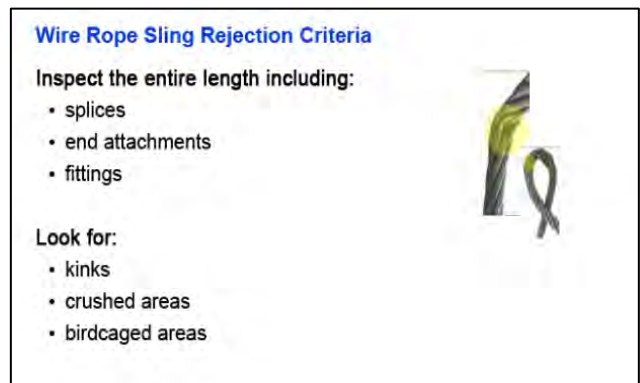 Wire Rope Sling Rejection Criteria
Inspect the entire length including:
• splices
• end attachments
• fittings
Look for:
• kinks
• crushed areas
• birdcaged areas